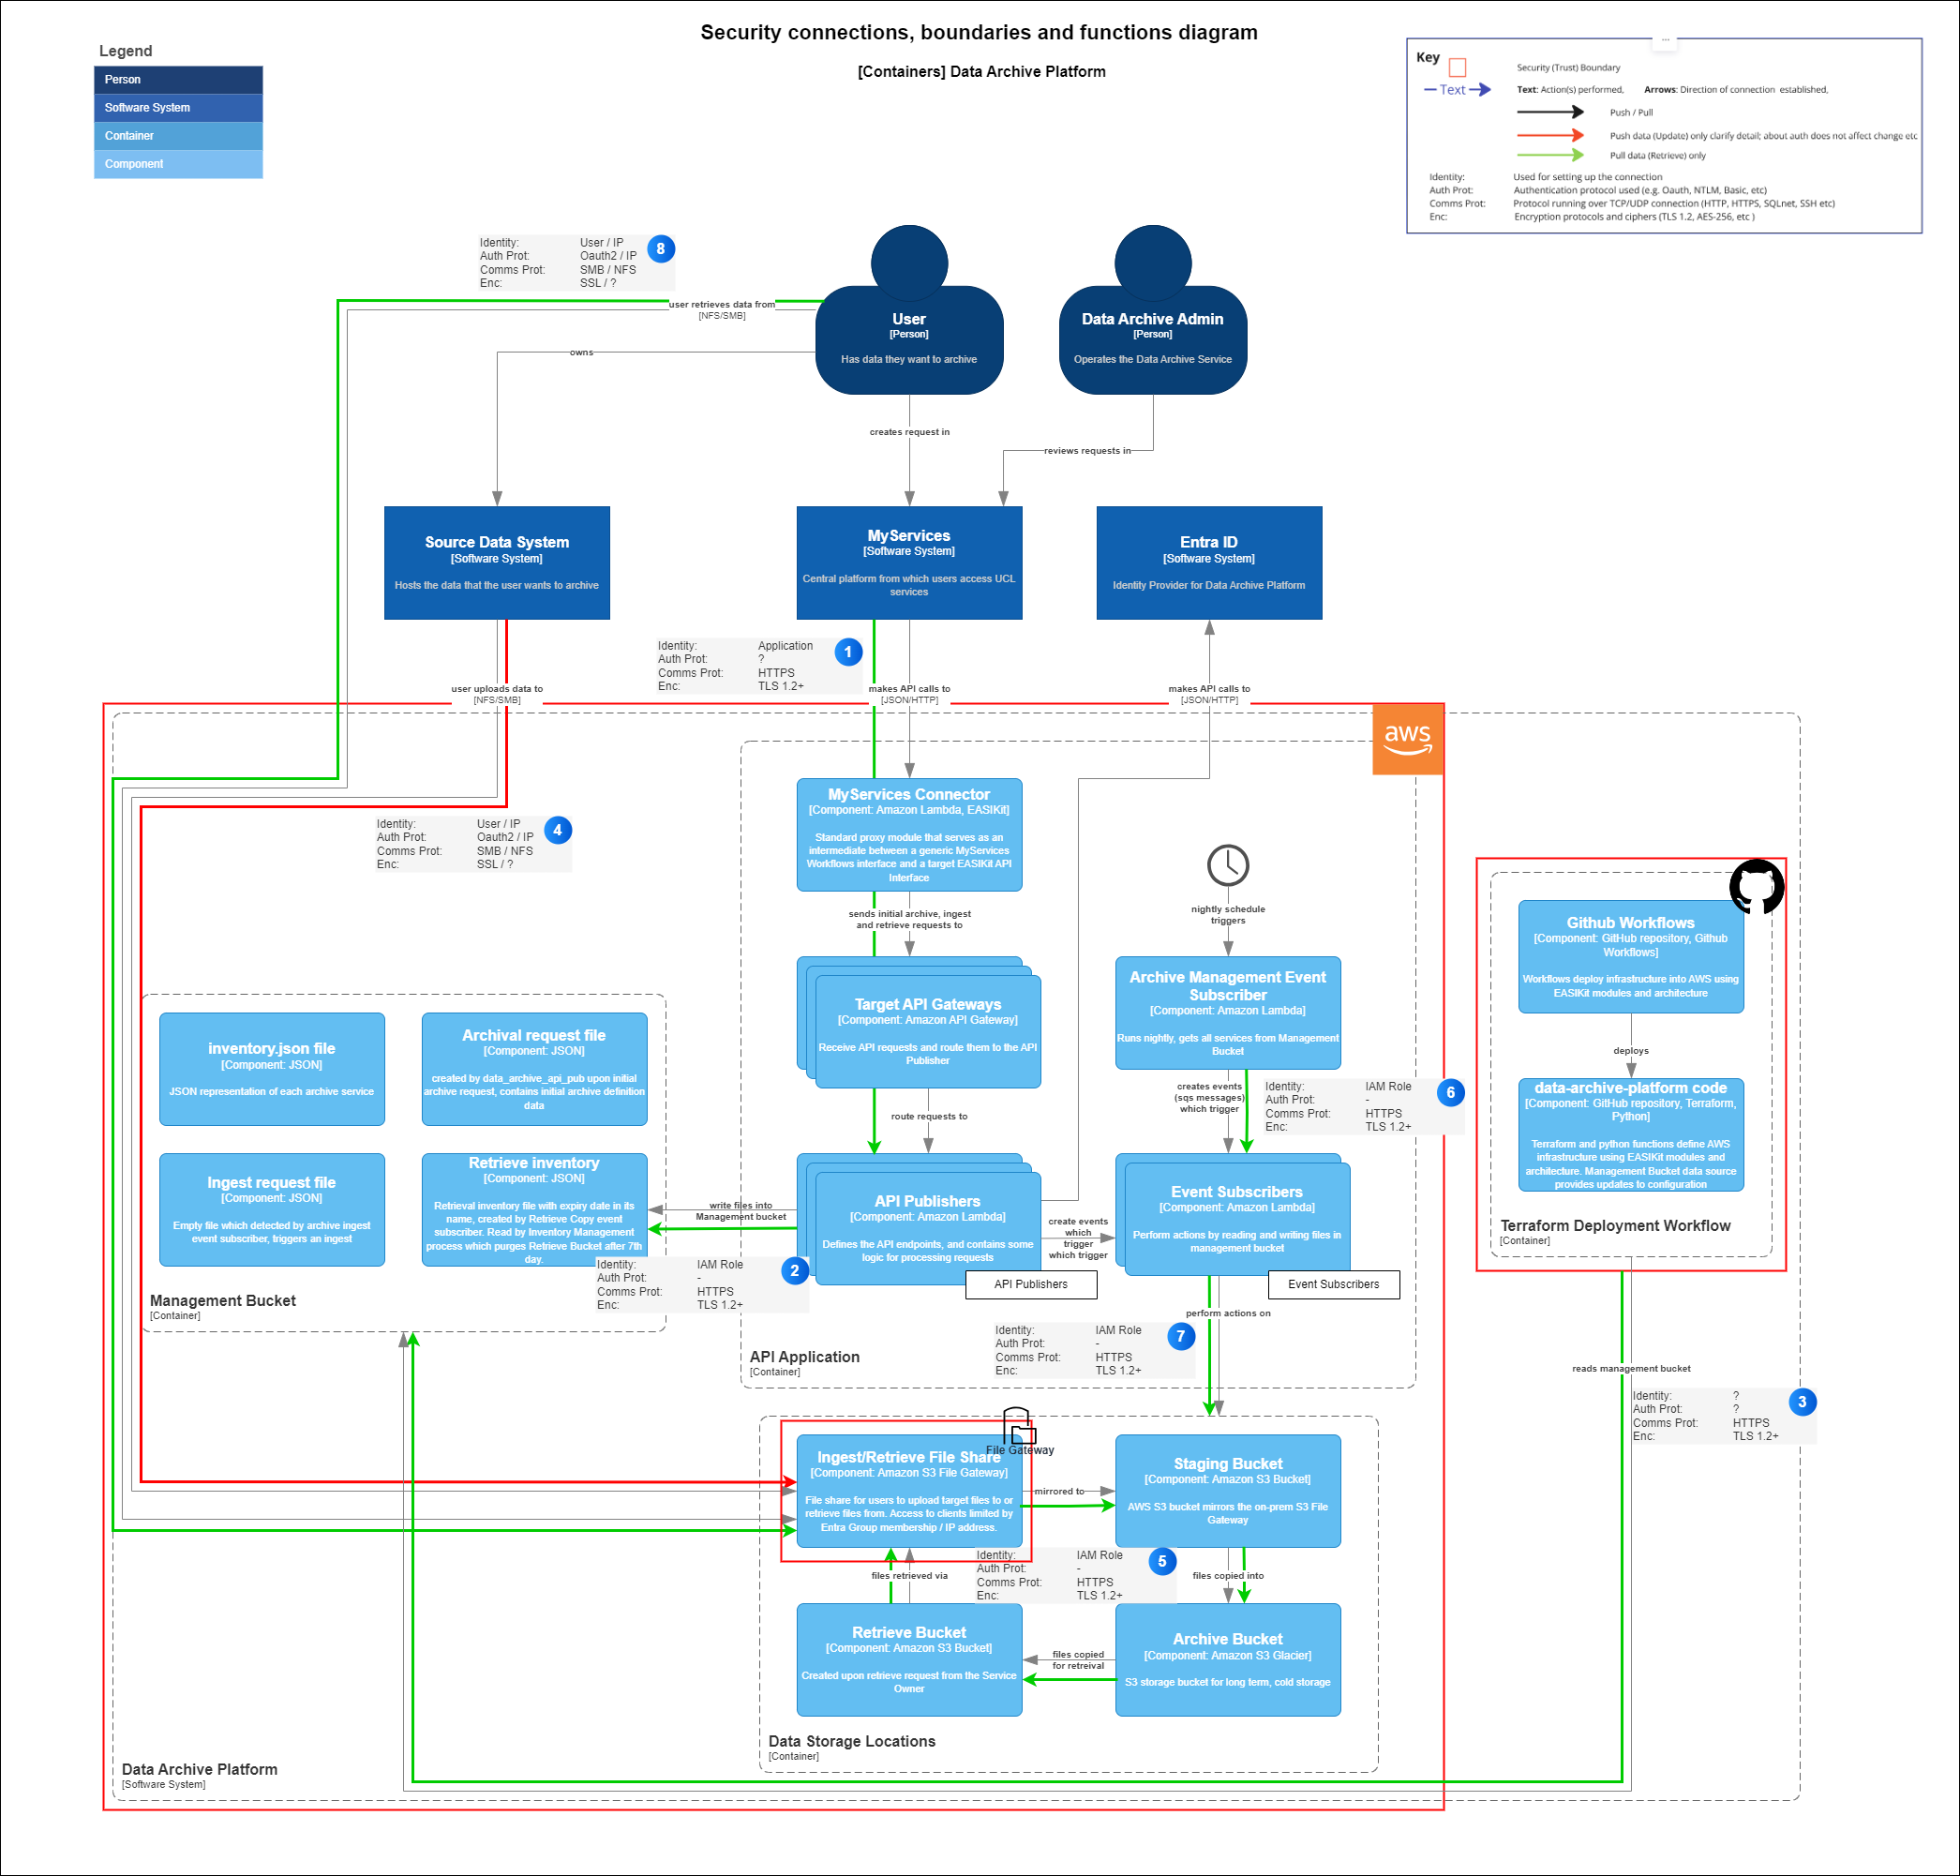 Security connections, boundaries and functions diagram
[Containers] Data Archive Platform
Legend
Person
Software System
Container
Component
...
Key
Security (Trust) Boundary
Text
Text: Action(s) performed, Arrows: Direction of connection established,
Push / Pull
Push data (Update) only clarify detail; about auth does not affect change etc
Pull data (Retrieve) only
Identity: Used for setting up the connection
Auth Prot: Authentication protocol used (e.g. Oauth, NTLM, Basic, etc)
Comms Prot: Protocol running over TCP/UDP connection (HTTP, HTTPS, SQLnet, SSH etc)
Enc: Encryption protocols and ciphers (TLS 1.2, AES-256, etc )
Identity: User / IP
Auth Prot: Oauth2 / IP
Comms Prot: SMB / NFS
Enc: SSL / ?
8
user retrieves data from
[NFS/SMB]
owns
User
[Person]
Has data they want to archive
Data Archive Admin
[Person]
Operates the Data Archive Service
creates request in
reviews requests in
Source Data System
[Software System]
Hosts the data that the user wants to archive
MyServices
[Software System]
Central platform from which users access UCL
services
Entra ID
[Software System]
Identity Provider for Data Archive Platform
Identity: Application
Auth Prot: ?
Comms Prot: HTTPS
Enc: TLS 1.2+
1
user uploads data to
[NFS/SMB]
makes API calls to
[JSON/HTTP]
makes API calls to
[JSON/HTTP]
aws
Identity: User / IP
Auth Prot: Oauth2 / IP
Comms Prot: SMB / NFS
Enc: SSL / ?
4
MyServices Connector
[Component: Amazon Lambda, EASIKit]
Standard proxy module that serves as an
intermediate between a generic MyServices
Workflows interface and a target EASIKit API
Interface
sends initial archive, ingest
and retrieve requests to
nightly schedule
triggers
Target API Gateways
[Component: Amazon API Gateway]
Receive API requests and route them to the API
Publisher
Archive Management Event
Subscriber
[Component: Amazon Lambda]
Runs nightly, gets all services from Management
Bucket
Github Workflows
[Component: GitHub repository, Github
Workflows]
Workflows deploy infrastructure into AWS using
EASIKit modules and architecture
deploys
data-archive-platform code
[Component: GitHub repository, Terraform,
Python]
Terraform and python functions define AWS
infrastructure using EASIKit modules and
architecture. Management Bucket data source
provides updates to configuration
Terraform Deployment Workflow
[Container]
inventory.json file
[Component: JSON]
JSON representation of each archive service
Archival request file
[Component: JSON]
created by data_archive_api_pub upon initial
archive request, contains initial archive definition
data
Ingest request file
[Component: JSON]
Empty file which detected by archive ingest
event subscriber, triggers an ingest
Retrieve inventory
[Component: JSON]
Retrieval inventory file with expiry date in its
name, created by Retrieve Copy event
subscriber. Read by Inventory Management
process which purges Retrieve Bucket after 7th
day.
Management Bucket
[Container]
route requests to
creates events
(sqs messages)
which trigger
Identity: IAM Role
Auth Prot: -
Comms Prot: HTTPS
Enc: TLS 1.2+
6
write files into
Management bucket
API Publishers
[Component: Amazon Lambda]
Defines the API endpoints, and contains some
logic for processing requests
API Publishers
create events
which
trigger
which trigger
Event Subscribers
[Component: Amazon Lambda]
Perform actions by reading and writing files in
management bucket
Event Subscribers
Identity: IAM Role
Auth Prot: -
Comms Prot: HTTPS
Enc: TLS 1.2+
2
perform actions on
Identity: IAM Role
Auth Prot: -
Comms Prot: HTTPS
Enc: TLS 1.2+
7
API Application
[Container]
reads management bucket
Identity: ?
Auth Prot: ?
Comms Prot: HTTPS
Enc: TLS 1.2+
3
File Gateway
Ingest/Retrieve File Share
[Component: Amazon S3 File Gateway]
File share for users to upload target files to or
retrieve files from. Access to clients limited by
Entra Group membership / IP address.
mirrored to
Staging Bucket
[Component: Amazon S3 Bucket]
AWS S3 bucket mirrors the on-prem S3 File
Gateway
files retrieved via
Identity: IAM Role
Auth Prot: -
Comms Prot: HTTPS
Enc: TLS 1.2+
5
files copied into
Retrieve Bucket
[Component: Amazon S3 Bucket]
Created upon retrieve request from the Service
Owner
files copied
for retreival
Archive Bucket
[Component: Amazon S3 Glacier]
S3 storage bucket for long term, cold storage
Data Storage Locations
[Container]
Data Archive Platform
[Software System]